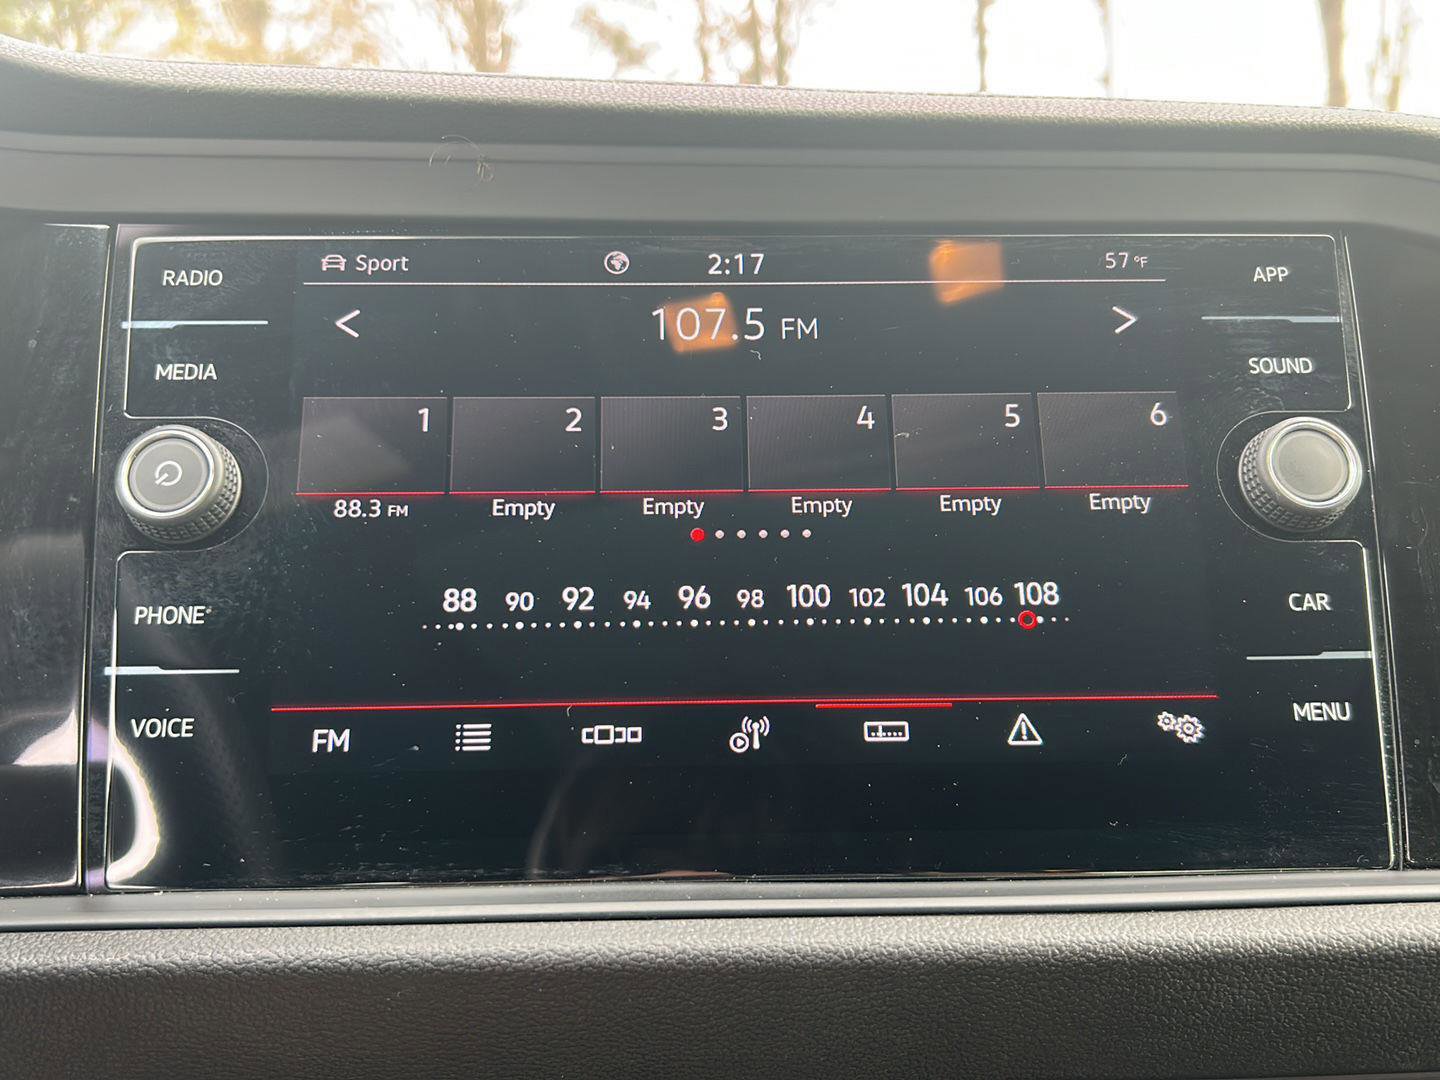 RADIO
MEDIA
PHONE
VOICE
Sport 2:17 57°F
107.5 FM
1 2 3 4 5 6
88.3 FM Empty Empty Empty Empty Empty
88 90 92 94 96 98 100 102 104 106 108
FM
APP
SOUND
CAR
MENU